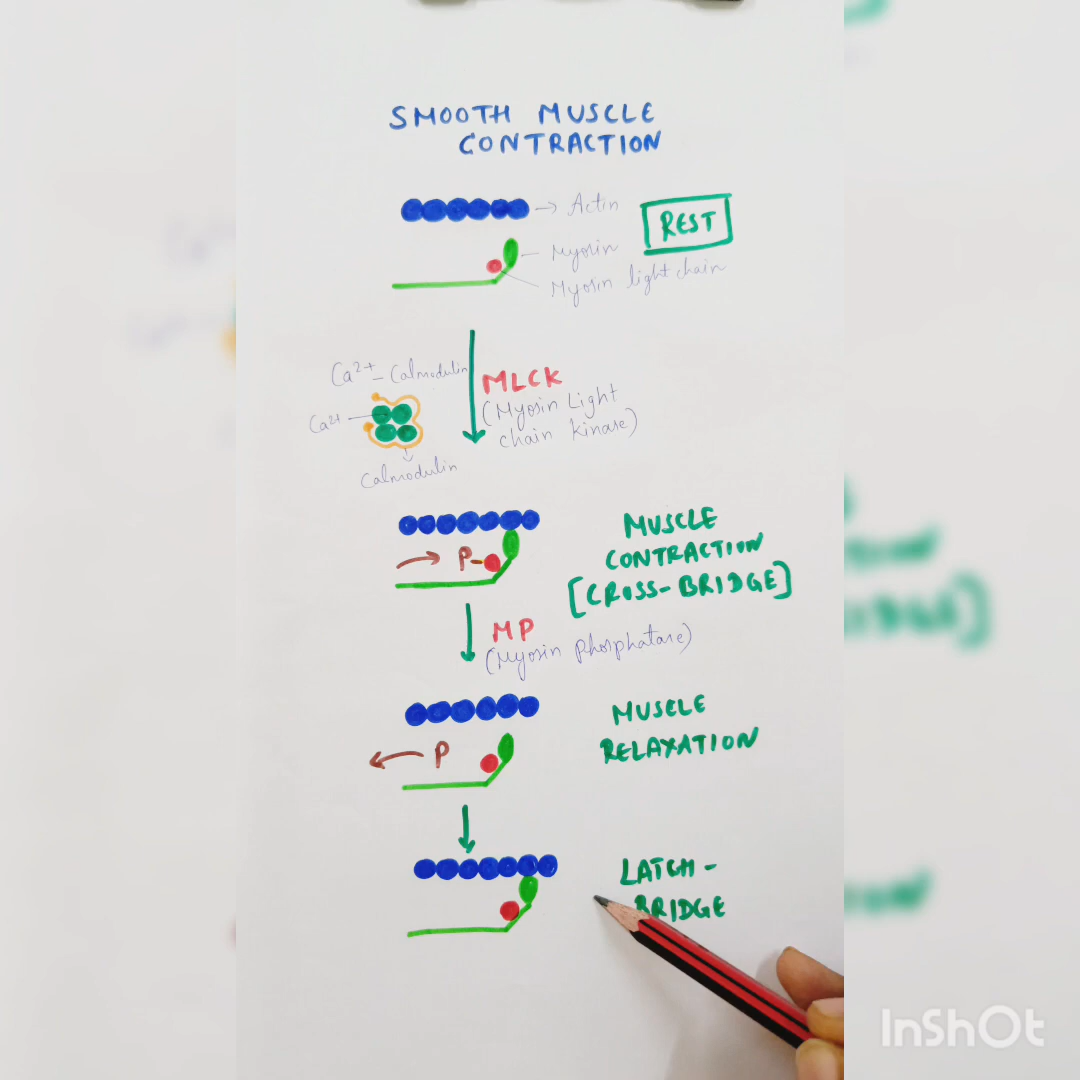 SMOOTH MUSCLE
CONTRACTION
Actin
REST
Myosin
Myosin light chain
Ca2+ - Calmodulin
MLCK
Ca2+
(Myosin Light
chain kinase)
Calmodulin
MUSCLE
CONTRACTION
P
[CROSS-BRIDGE]
MP
(Myosin phosphatase)
MUSCLE
RELAXATION
P
LATCH-
BRIDGE
InShOt